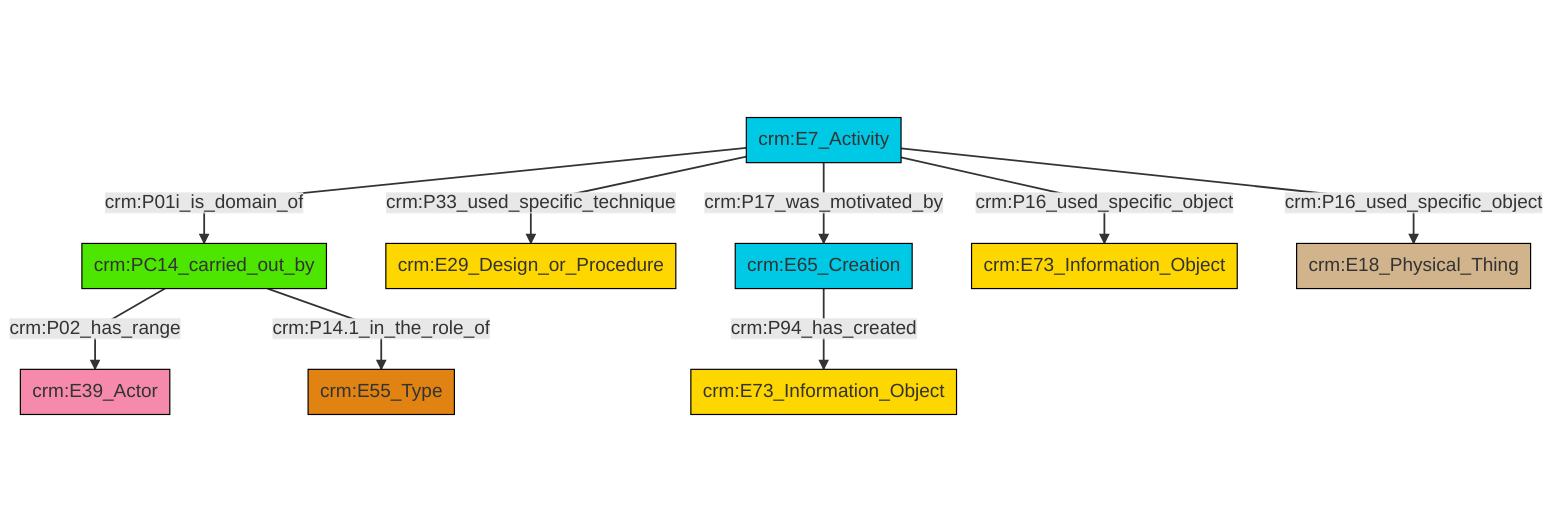 crm:E7_Activity
crm:P01i_is_domain_of
crm:P33_used_specific_technique
crm:P17_was_motivated_by
crm:P16_used_specific_object
crm:P16_used_specific_object
crm:PC14_carried_out_by
crm:E29_Design_or_Procedure
crm:E65_Creation
crm:E73_Information_Object
crm:E18_Physical_Thing
crm:P02_has_range
crm:P14.1_in_the_role_of
crm:P94_has_created
crm:E39_Actor
crm:E55_Type
crm:E73_Information_Object